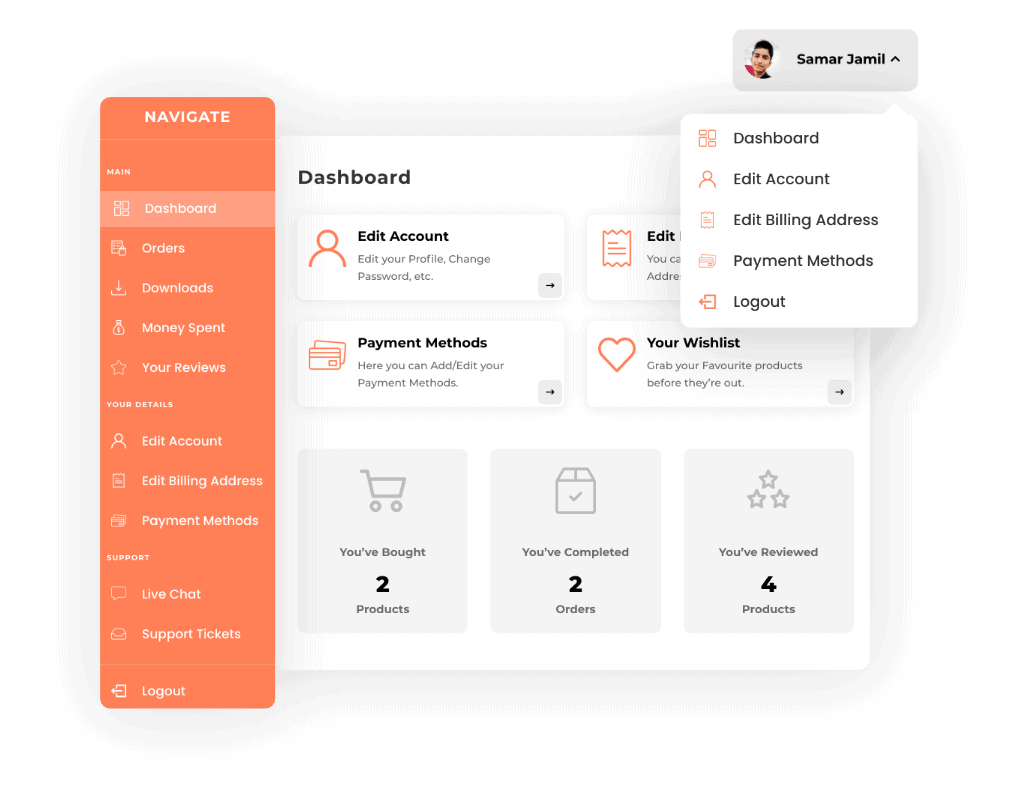 Samar Jamil
Dashboard
Edit Account
Edit Billing Address
Payment Methods
Logout
NAVIGATE
MAIN
Dashboard
Orders
Downloads
Money Spent
Your Reviews
YOUR DETAILS
Edit Account
Edit Billing Address
Payment Methods
SUPPORT
Live Chat
Support Tickets
Logout
Dashboard
Edit Account
Edit your Profile, Change
Password, etc.
Edit
You ca
Addre
Payment Methods
Here you can Add/Edit your
Payment Methods.
Your Wishlist
Grab your Favourite products
before they’re out.
You’ve Bought
2
Products
You’ve Completed
2
Orders
You’ve Reviewed
4
Products